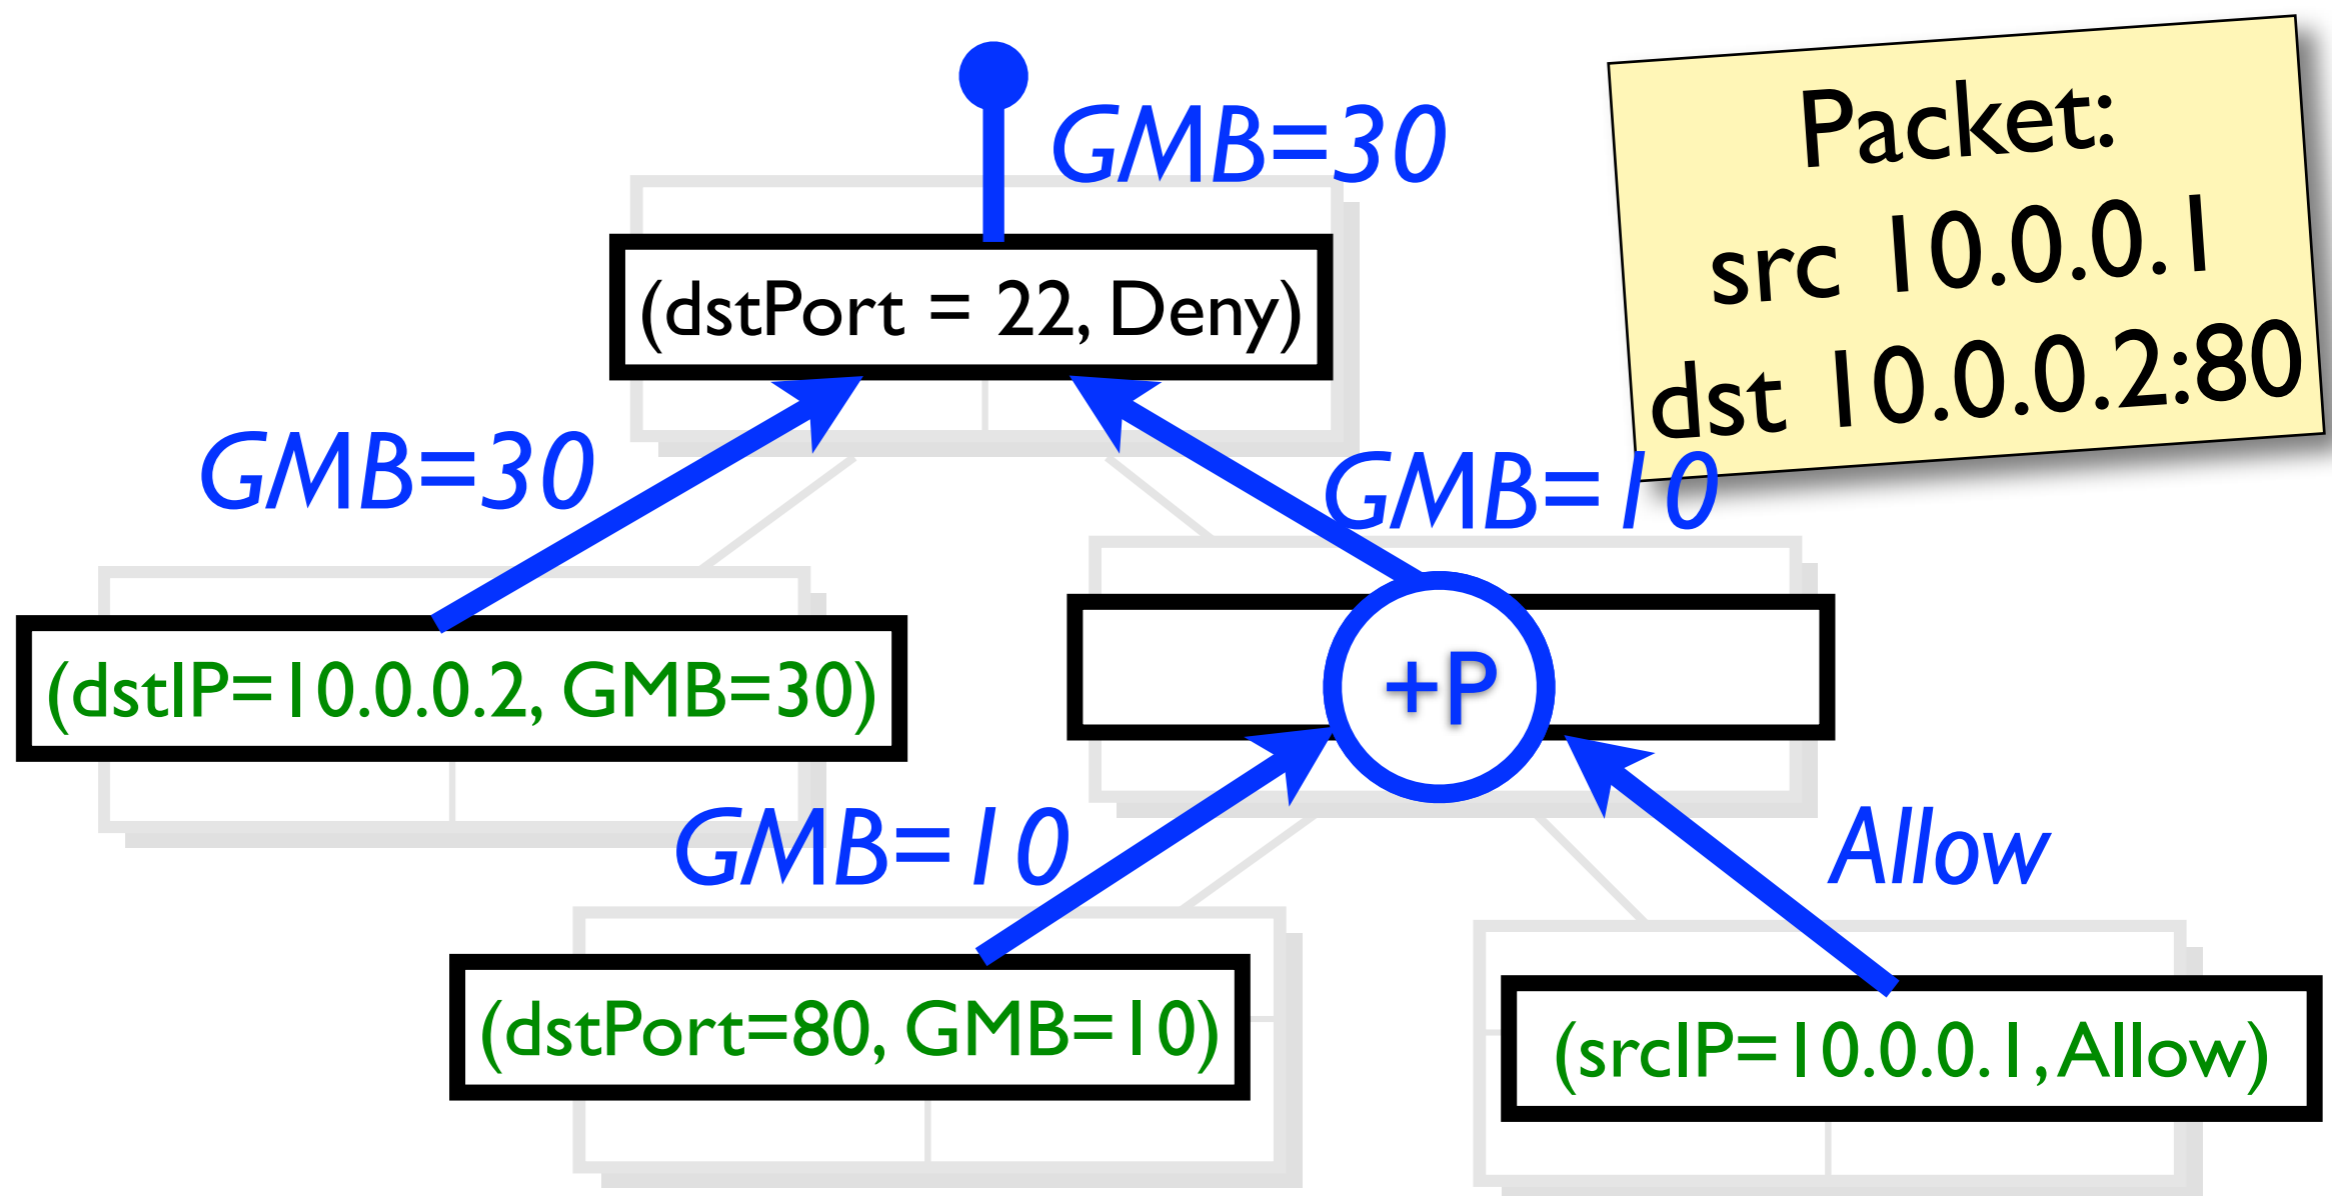 GMB=30
Packet:
src 10.0.0.1
dst 10.0.0.2:80
(dstPort = 22, Deny)
GMB=30
GMB=10
(dstIP=10.0.0.2, GMB=30)
+P
GMB=10
Allow
(dstPort=80, GMB=10)
(srcIP=10.0.0.1, Allow)